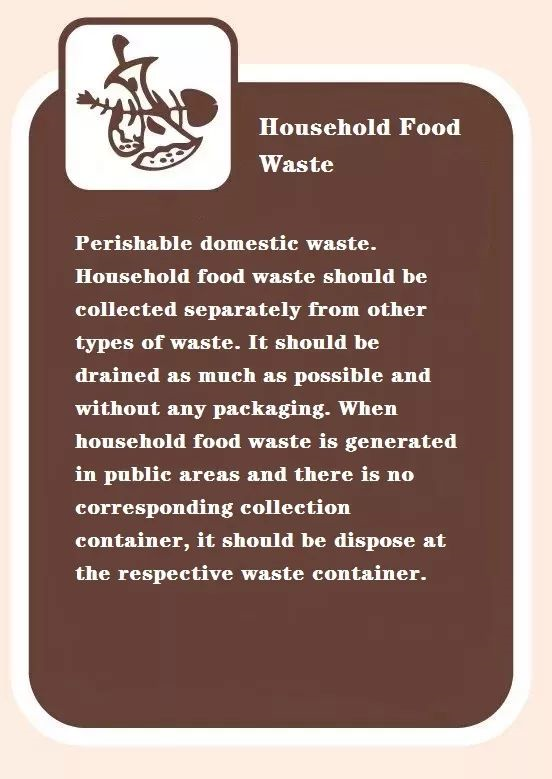 Household Food
Waste
Perishable domestic waste.
Household food waste should be
collected separately from other
types of waste. It should be
drained as much as possible and
without any packaging. When
household food waste is generated
in public areas and there is no
corresponding collection
container, it should be dispose at
the respective waste container.